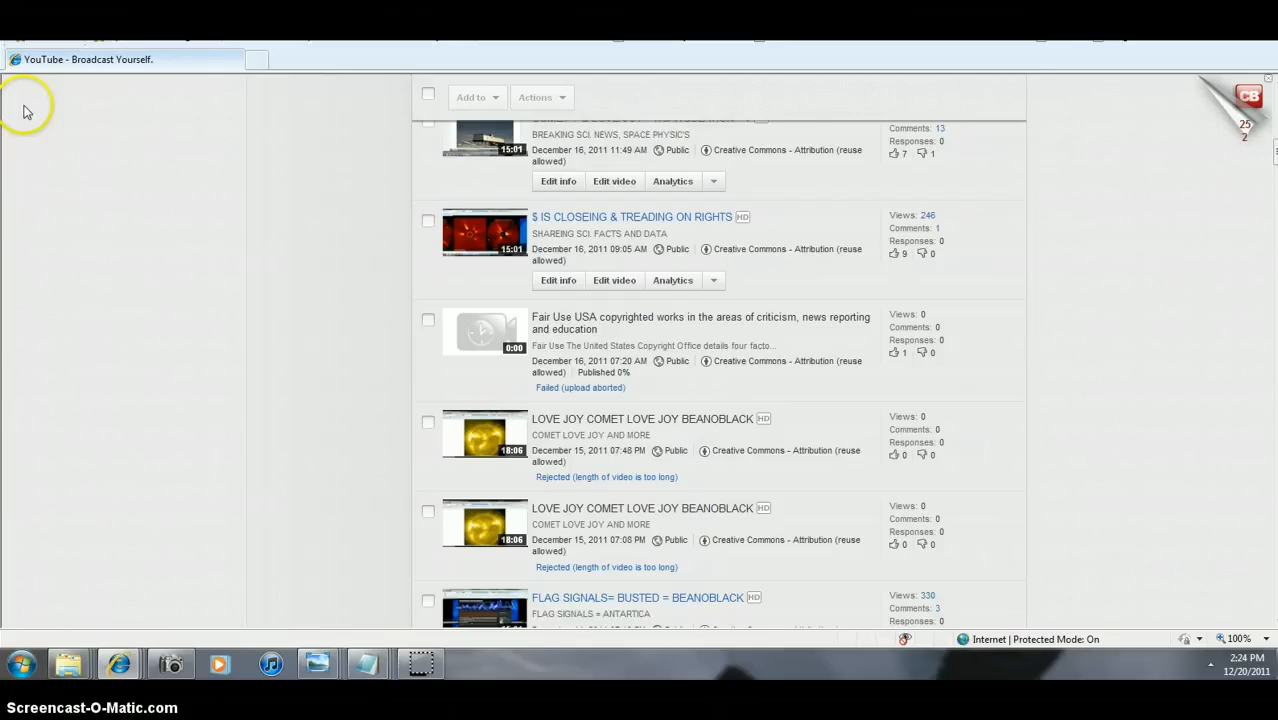 YouTube - Broadcast Yourself.
Add to
Actions
CB
25
2
15:01
BREAKING SCI. NEWS, SPACE PHYSIC'S
December 16, 2011 11:49 AM Public Creative Commons - Attribution (reuse
allowed)
Comments: 13
Responses: 0
7 1
Edit info Edit video Analytics
15:01
$ IS CLOSEING & TREADING ON RIGHTS HD
SHAREING SCI. FACTS AND DATA
December 16, 2011 09:05 AM Public Creative Commons - Attribution (reuse
allowed)
Views: 246
Comments: 1
Responses: 0
9 0
Edit info Edit video Analytics
0:00
Fair Use USA copyrighted works in the areas of criticism, news reporting
and education
Fair Use The United States Copyright Office details four facto...
December 16, 2011 07:20 AM Public Creative Commons - Attribution (reuse
allowed) Published 0%
Failed (upload aborted)
Views: 0
Comments: 0
Responses: 0
1 0
18:06
LOVE JOY COMET LOVE JOY BEANOBLACK HD
COMET LOVE JOY AND MORE
December 15, 2011 07:48 PM Public Creative Commons - Attribution (reuse
allowed)
Rejected (length of video is too long)
Views: 0
Comments: 0
Responses: 0
0 0
18:06
LOVE JOY COMET LOVE JOY BEANOBLACK HD
COMET LOVE JOY AND MORE
December 15, 2011 07:08 PM Public Creative Commons - Attribution (reuse
allowed)
Rejected (length of video is too long)
Views: 0
Comments: 0
Responses: 0
0 0
FLAG SIGNALS= BUSTED = BEANOBLACK HD
FLAG SIGNALS = ANTARTICA
Views: 330
Comments: 3
Responses: 0
Internet | Protected Mode: On
100%
2:24 PM
12/20/2011
Screencast-O-Matic.com